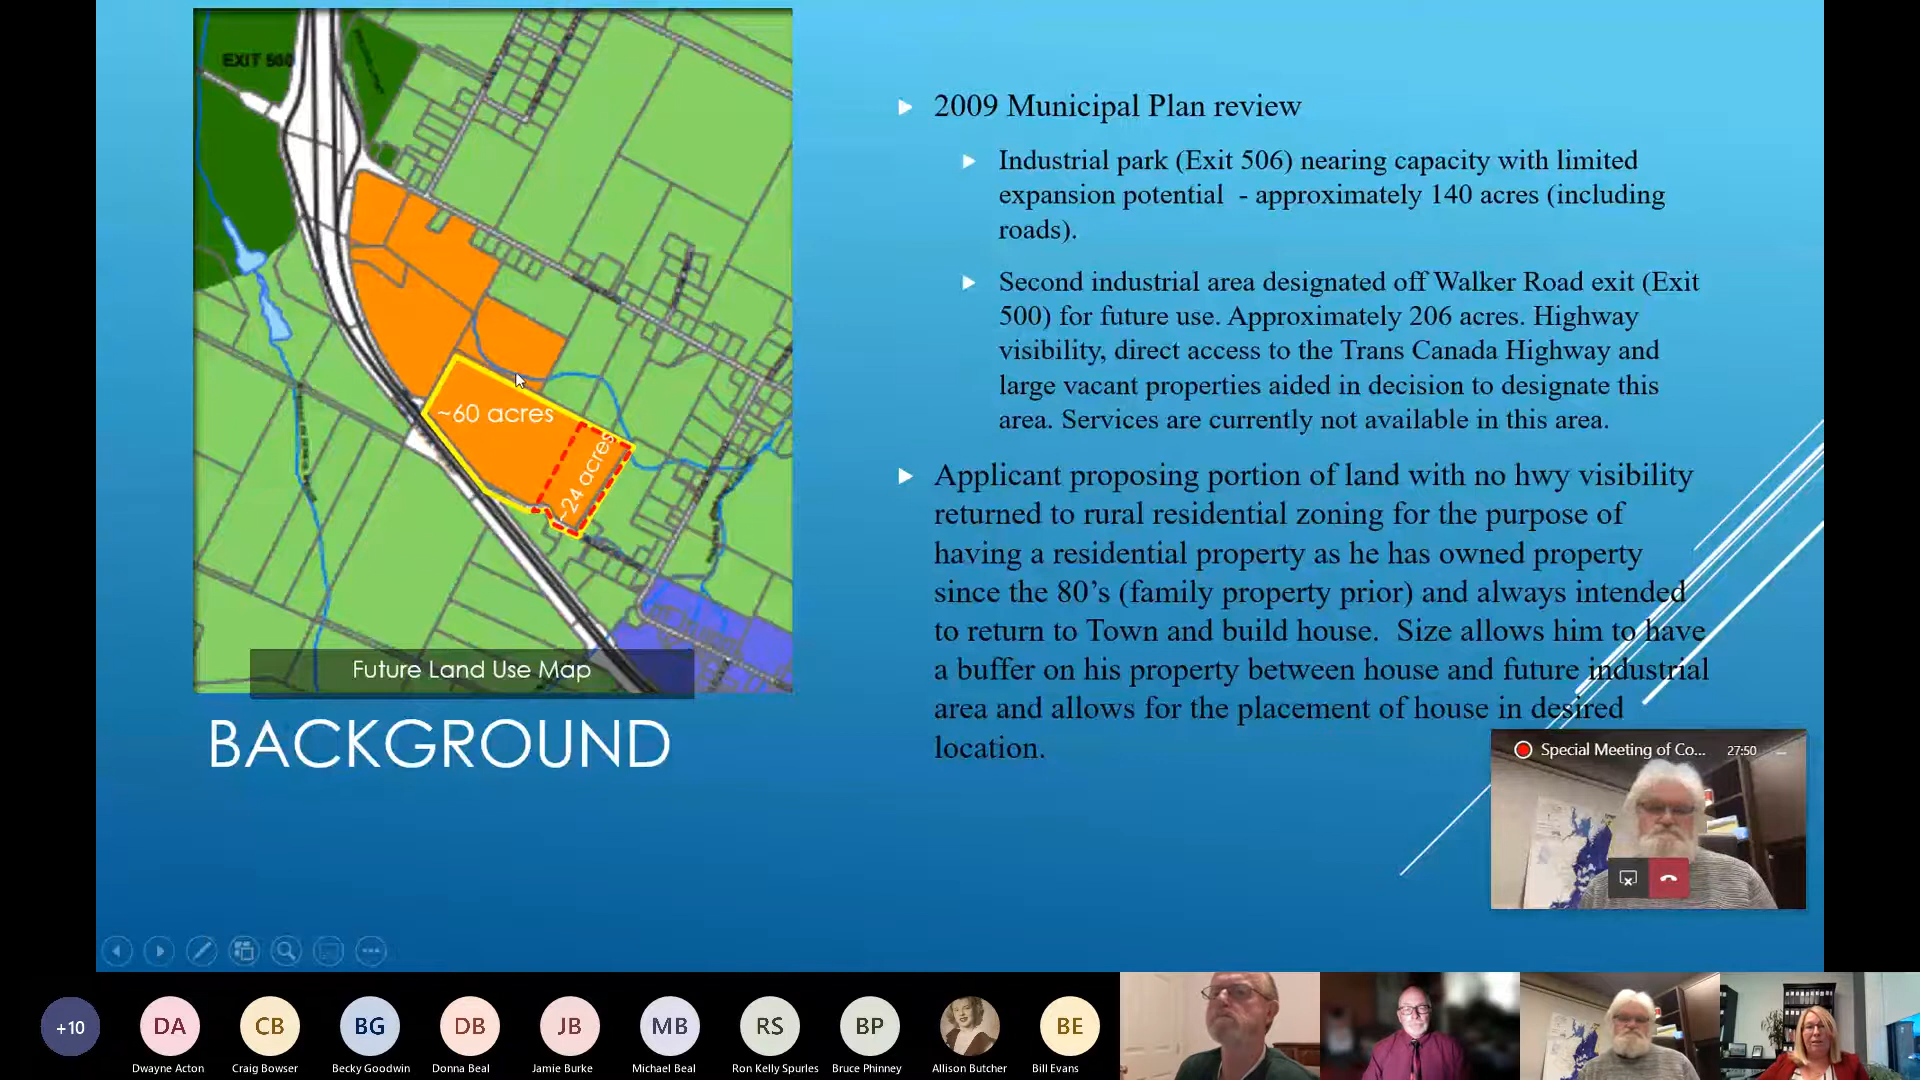 EXIT 500
~60 acres
~24 acres
Future Land Use Map
BACKGROUND
2009 Municipal Plan review
Industrial park (Exit 506) nearing capacity with limited
expansion potential - approximately 140 acres (including
roads).
Second industrial area designated off Walker Road exit (Exit
500) for future use. Approximately 206 acres. Highway
visibility, direct access to the Trans Canada Highway and
large vacant properties aided in decision to designate this
area. Services are currently not available in this area.
Applicant proposing portion of land with no hwy visibility
returned to rural residential zoning for the purpose of
having a residential property as he has owned property
since the 80’s (family property prior) and always intended
to return to Town and build house. Size allows him to have
a buffer on his property between house and future industrial
area and allows for the placement of house in desired
location.
Special Meeting of Co... 27:50
+10
DA
CB
BG
DB
JB
MB
RS
BP
BE
Dwayne Acton
Craig Bowser
Becky Goodwin
Donna Beal
Jamie Burke
Michael Beal
Ron Kelly Spurles
Bruce Phinney
Allison Butcher
Bill Evans